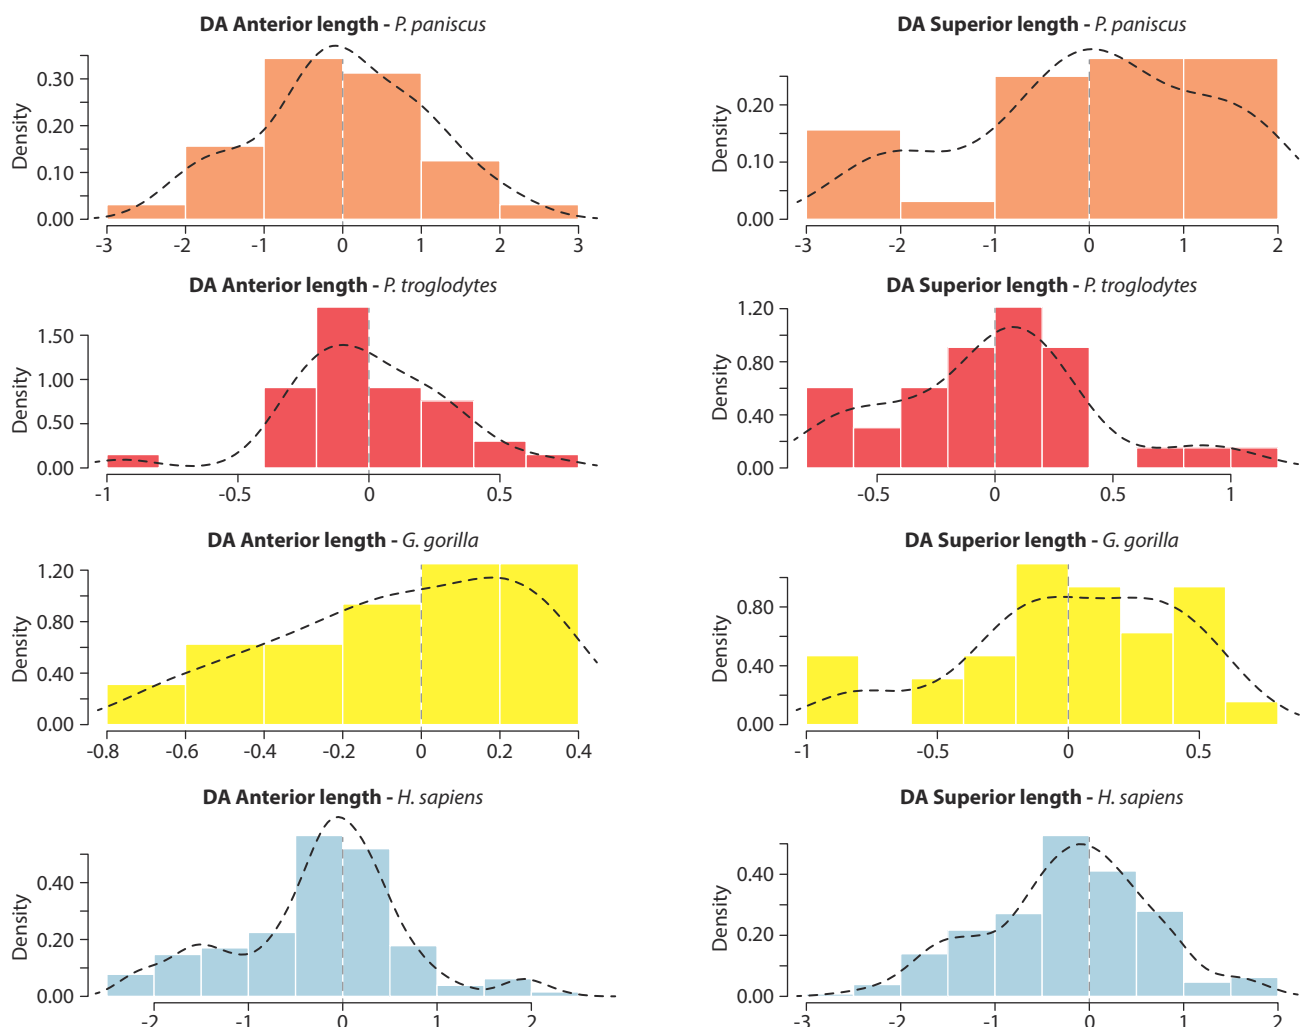 DA Anterior length - P. paniscus
Density
0.30
0.20
0.10
0.00
-3 -2 -1 0 1 2 3
DA Superior length - P. paniscus
Density
0.20
0.10
0.00
-3 -2 -1 0 1 2
DA Anterior length - P. troglodytes
Density
1.50
1.00
0.50
0.00
-1 -0.5 0 0.5
DA Superior length - P. troglodytes
Density
1.20
0.80
0.40
0.00
-0.5 0 0.5 1
DA Anterior length - G. gorilla
Density
1.20
0.80
0.40
0.00
-0.8 -0.6 -0.4 -0.2 0 0.2 0.4
DA Superior length - G. gorilla
Density
0.80
0.40
0.00
-1 -0.5 0 0.5
DA Anterior length - H. sapiens
Density
0.40
0.20
0.00
-2 -1 0 1 2
DA Superior length - H. sapiens
Density
0.40
0.20
0.00
-3 -2 -1 0 1 2